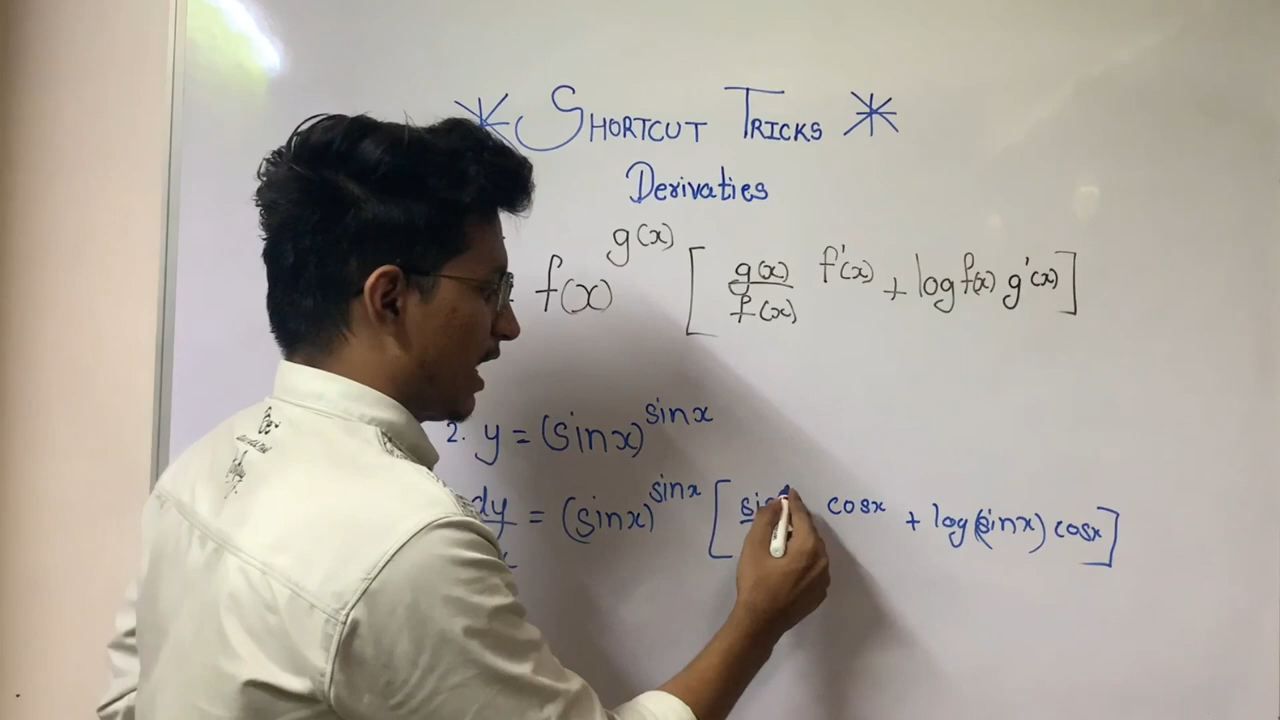 * SHORTCUT TRICKS *
Derivaties
f(x)^g(x) [ g(x)/f(x) f'(x) + log f(x) g'(x) ]
2. y = (sinx)^sinx
dy = (sinx)^sinx [ cosx + log(sinx) cosx ]